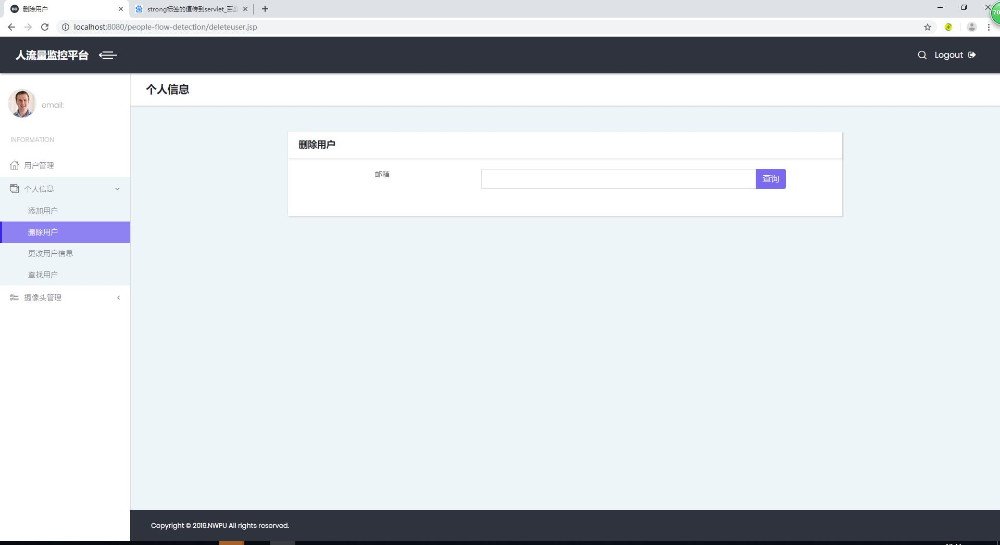 删除用户
strong标签的值传到servlet_百度
localhost:8080/people-flow-detection/deleteuser.jsp
70
人流量监控平台
Logout
个人信息
email:
INFORMATION
用户管理
个人信息
添加用户
删除用户
更改用户信息
查找用户
摄像头管理
删除用户
邮箱
查询
Copyright © 2019.NWPU All rights reserved.